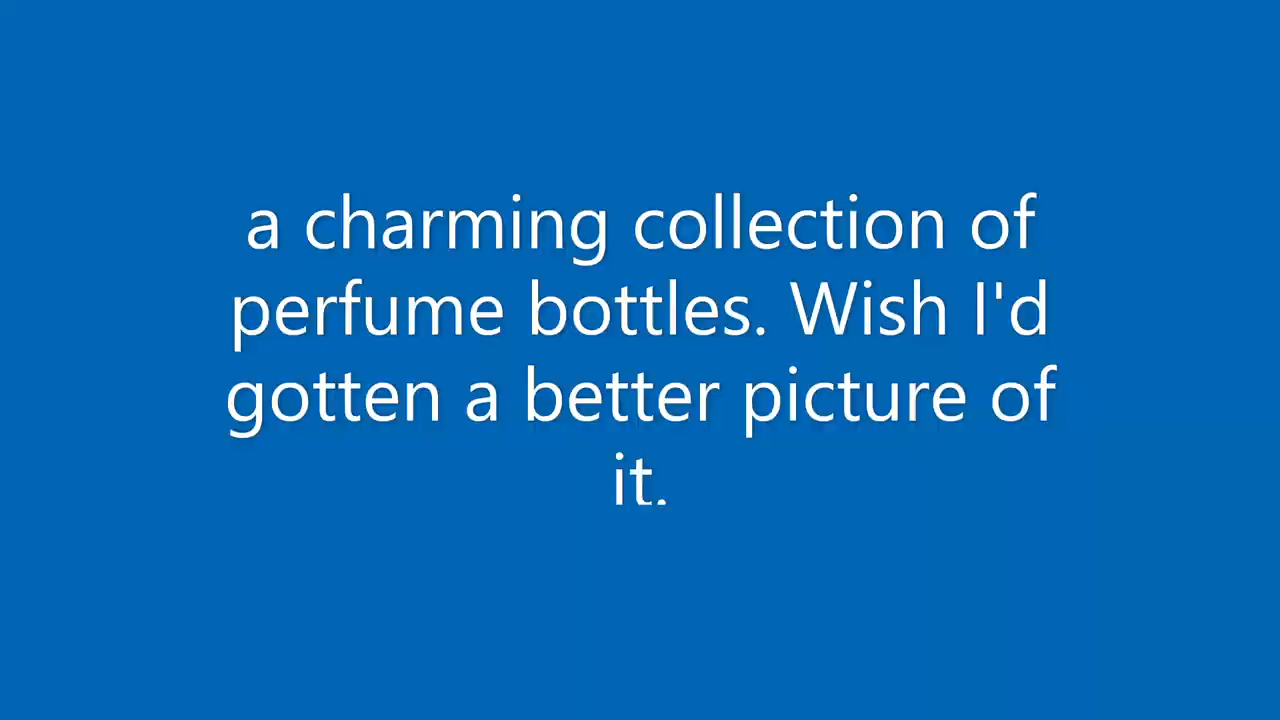 a charming collection of
perfume bottles. Wish I'd
gotten a better picture of
it.